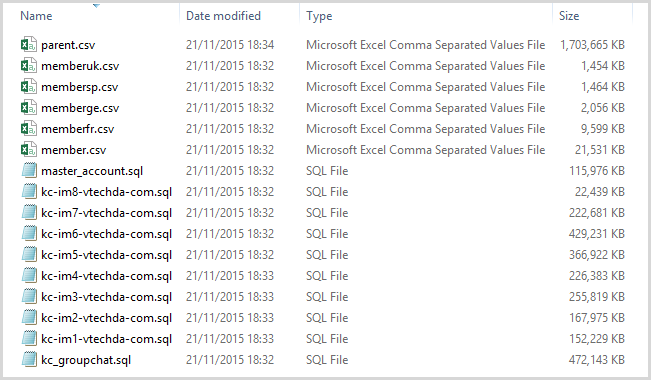 Name Date modified Type Size
parent.csv 21/11/2015 18:34 Microsoft Excel Comma Separated Values File 1,703,665 KB
memberuk.csv 21/11/2015 18:32 Microsoft Excel Comma Separated Values File 1,454 KB
membersp.csv 21/11/2015 18:32 Microsoft Excel Comma Separated Values File 1,464 KB
memberge.csv 21/11/2015 18:32 Microsoft Excel Comma Separated Values File 2,056 KB
memberfr.csv 21/11/2015 18:32 Microsoft Excel Comma Separated Values File 9,599 KB
member.csv 21/11/2015 18:32 Microsoft Excel Comma Separated Values File 21,531 KB
master_account.sql 21/11/2015 18:32 SQL File 115,976 KB
kc-im8-vtechda-com.sql 21/11/2015 18:32 SQL File 22,439 KB
kc-im7-vtechda-com.sql 21/11/2015 18:32 SQL File 222,681 KB
kc-im6-vtechda-com.sql 21/11/2015 18:32 SQL File 429,231 KB
kc-im5-vtechda-com.sql 21/11/2015 18:32 SQL File 366,922 KB
kc-im4-vtechda-com.sql 21/11/2015 18:33 SQL File 226,383 KB
kc-im3-vtechda-com.sql 21/11/2015 18:33 SQL File 255,819 KB
kc-im2-vtechda-com.sql 21/11/2015 18:33 SQL File 167,975 KB
kc-im1-vtechda-com.sql 21/11/2015 18:33 SQL File 152,229 KB
kc_groupchat.sql 21/11/2015 18:32 SQL File 472,143 KB